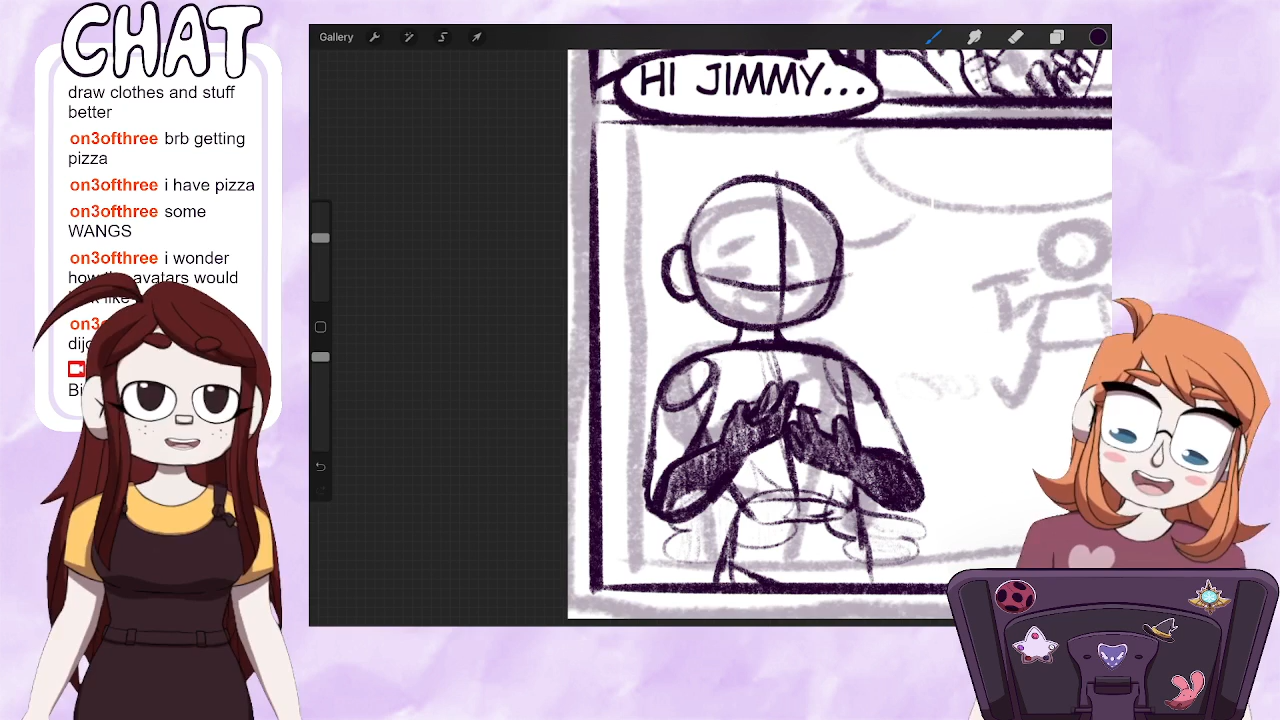 CHAT
draw clothes and stuff
better
on3ofthree brb getting
pizza
on3ofthree i have pizza
on3ofthree some
WANGS
on3ofthree i wonder
avatars would
Gallery
HI JIMMY...